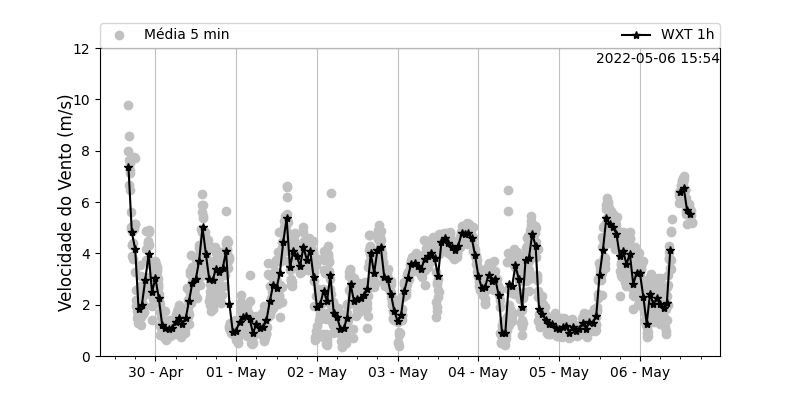 Média 5 min
WXT 1h
2022-05-06 15:54
Velocidade do Vento (m/s)
12
10
8
6
4
2
0
30 - Apr
01 - May
02 - May
03 - May
04 - May
05 - May
06 - May